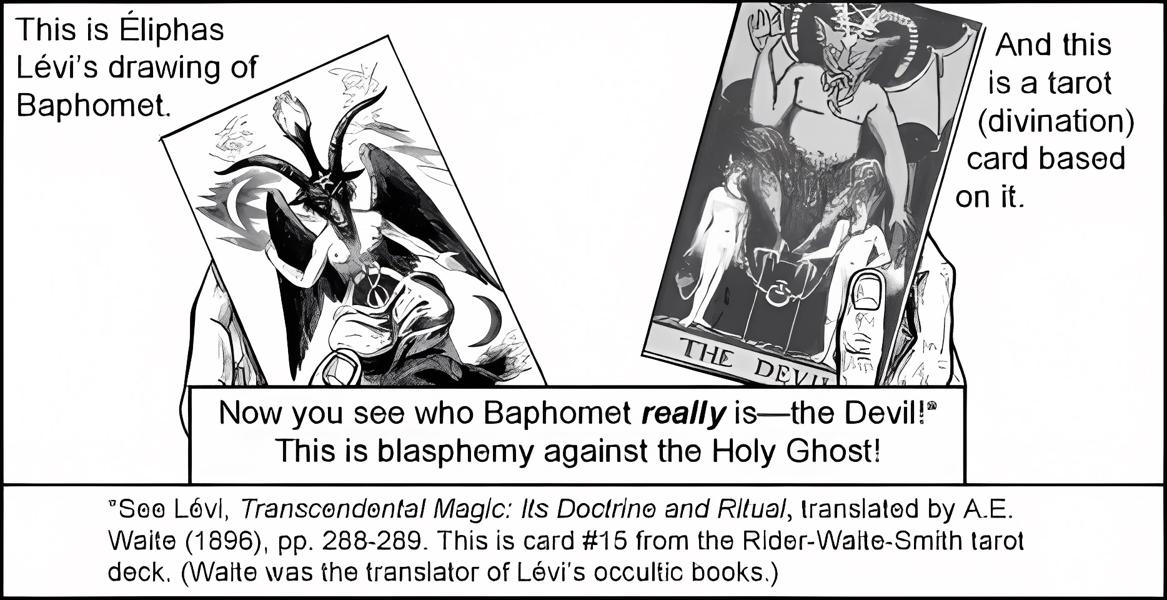 This is Éliphas
Lévi's drawing of
Baphomet.
And this
is a tarot
(divination)
card based
on it.
THE DEVIL
Now you see who Baphomet really is—the Devil!*
This is blasphemy against the Holy Ghost!
*See Lévi, Transcendental Magic: Its Doctrine and Ritual, translated by A.E.
Waite (1896), pp. 288-289. This is card #15 from the Rider-Waite-Smith tarot
deck. (Waite was the translator of Lévi's occultic books.)